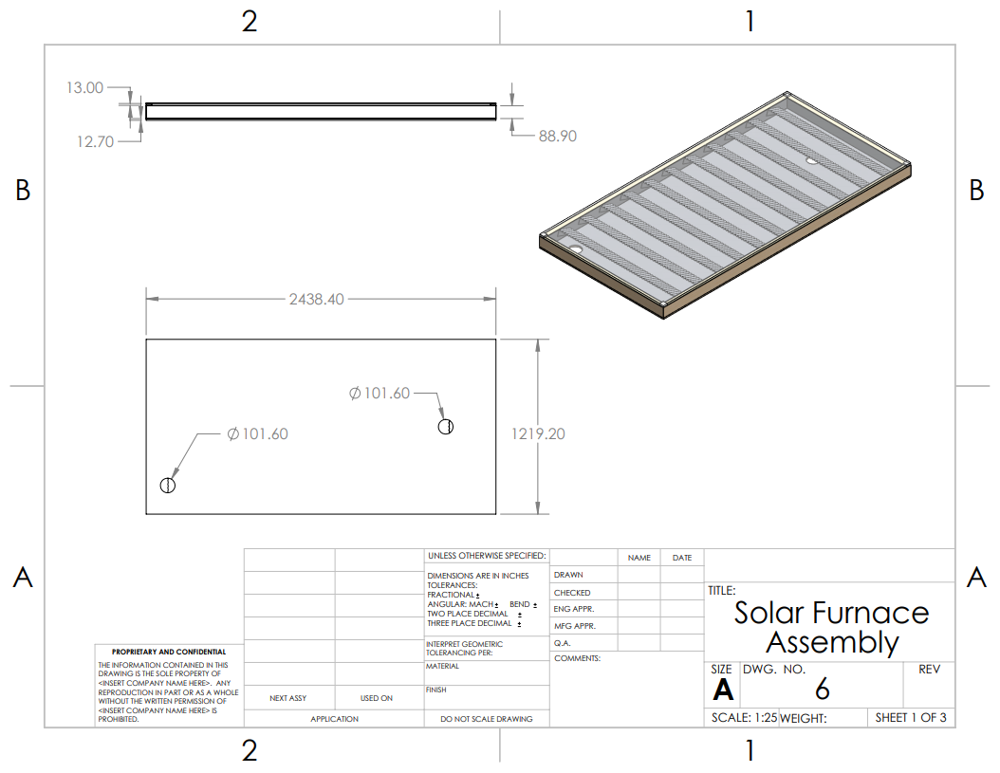 2
1
13.00
12.70
88.90
B
B
2438.40
⌀101.60
⌀101.60
1219.20
A
A
UNLESS OTHERWISE SPECIFIED:
DIMENSIONS ARE IN INCHES
TOLERANCES:
FRACTIONAL±
ANGULAR: MACH± BEND ±
TWO PLACE DECIMAL ±
THREE PLACE DECIMAL ±
INTERPRET GEOMETRIC
TOLERANCING PER:
MATERIAL
FINISH
DO NOT SCALE DRAWING
NAME DATE
DRAWN
CHECKED
ENG APPR.
MFG APPR.
Q.A.
COMMENTS:
TITLE:
Solar Furnace
Assembly
SIZE DWG. NO. REV
A 6
SCALE: 1:25 WEIGHT: SHEET 1 OF 3
PROPRIETARY AND CONFIDENTIAL
THE INFORMATION CONTAINED IN THIS
DRAWING IS THE SOLE PROPERTY OF
<INSERT COMPANY NAME HERE>. ANY
REPRODUCTION IN PART OR AS A WHOLE
WITHOUT THE WRITTEN PERMISSION OF
<INSERT COMPANY NAME HERE> IS
PROHIBITED.
NEXT ASSY USED ON
APPLICATION
2
1